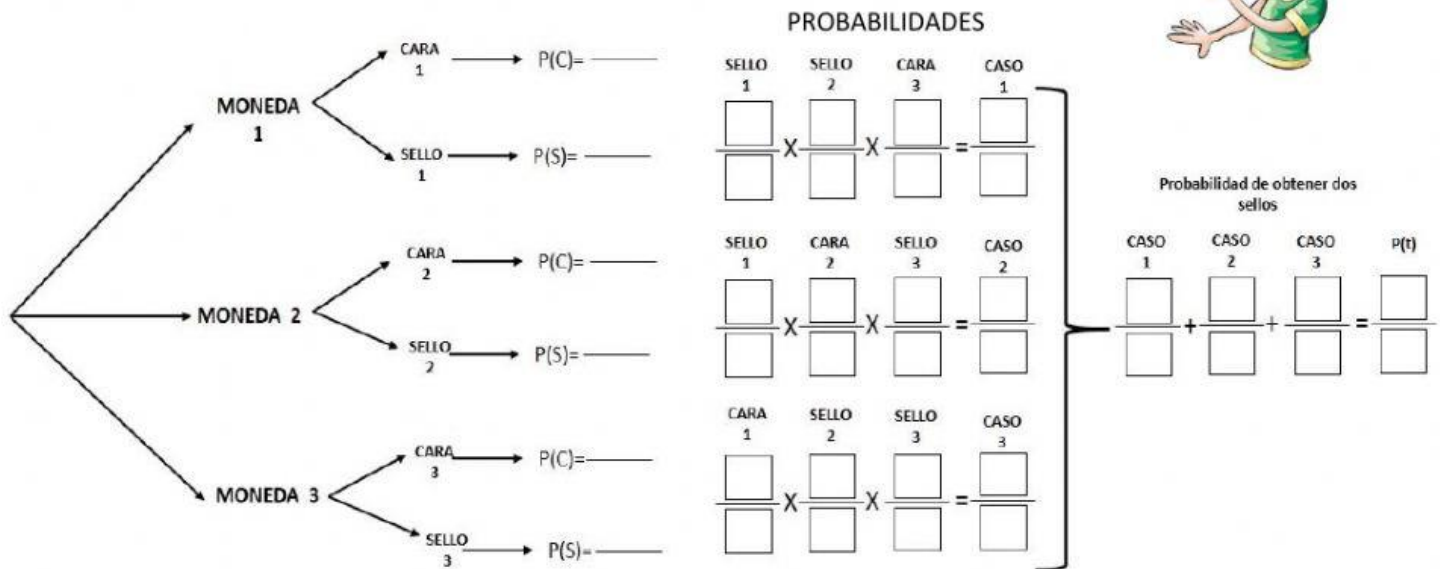 PROBABILIDADES
MONEDA
1
CARA
1
P(C)=
SELLO
1
P(S)=
MONEDA 2
CARA
2
P(C)=
SELLO
2
P(S)=
MONEDA 3
CARA
3
P(C)=
SELLO
3
P(S)=
SELLO SELLO CARA CASO
1 2 3 1
X X =
SELLO CARA SELLO CASO
1 2 3 2
X X =
CARA SELLO SELLO CASO
1 2 3 3
X X =
Probabilidad de obtener dos
sellos
CASO CASO CASO P(t)
1 2 3
+ + =